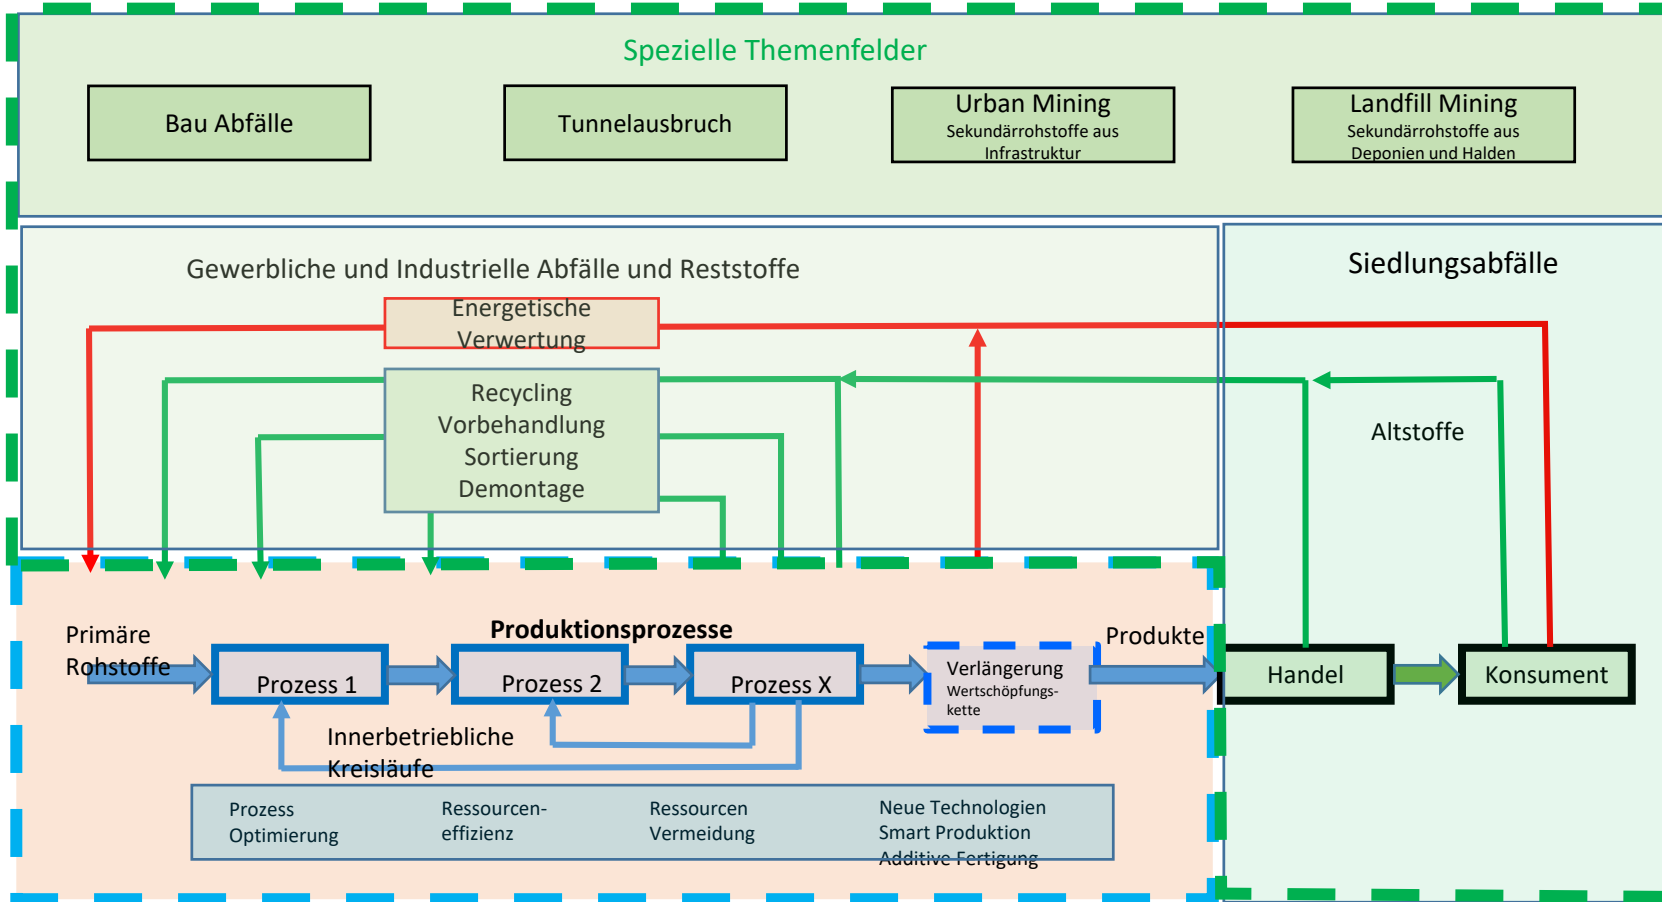 Spezielle Themenfelder
Bau Abfälle
Tunnelausbruch
Urban Mining
Sekundärrohstoffe aus
Infrastruktur
Landfill Mining
Sekundärrohstoffe aus
Deponien und Halden
Gewerbliche und Industrielle Abfälle und Reststoffe
Siedlungsabfälle
Energetische
Verwertung
Recycling
Vorbehandlung
Sortierung
Demontage
Altstoffe
Primäre
Rohstoffe
Produktionsprozesse
Produkte
Prozess 1
Prozess 2
Prozess X
Verlängerung
Wertschöpfungs-
kette
Handel
Konsument
Innerbetriebliche
Kreisläufe
Prozess
Optimierung
Ressourcen-
effizienz
Ressourcen
Vermeidung
Neue Technologien
Smart Produktion
Additive Fertigung